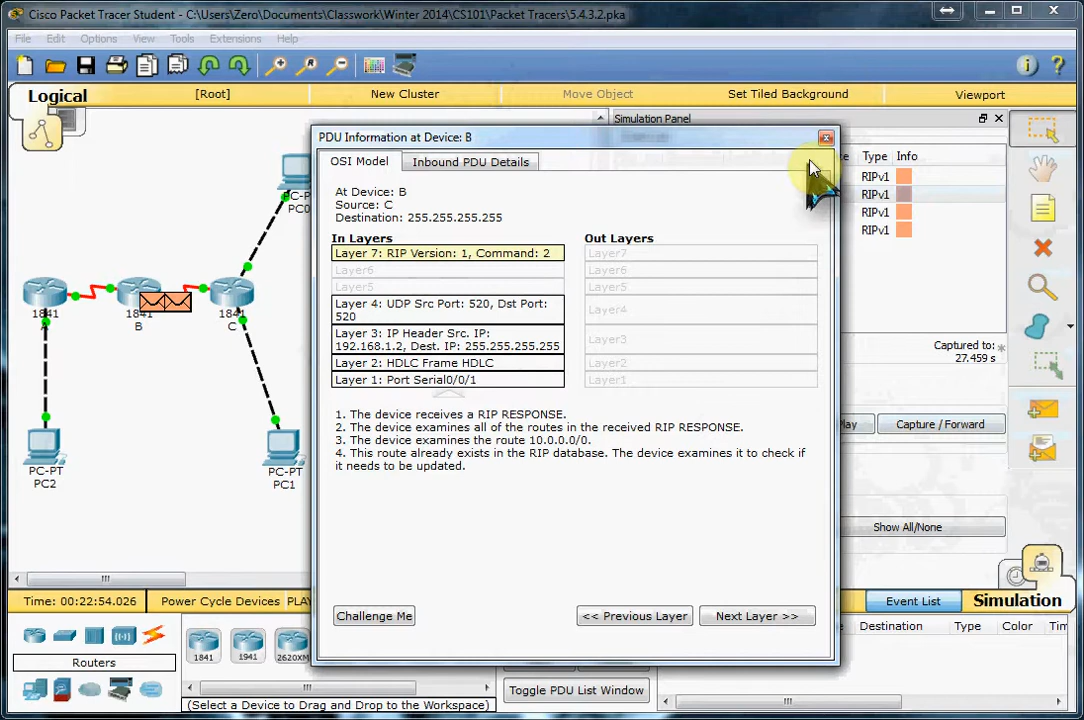 Cisco Packet Tracer Student - C:\Users\Zero\Documents\Classwork\Winter 2014\CS101\Packet Tracers\5.4.3.2.pka
File Edit Options View Tools Extensions Help
Logical [Root] New Cluster Move Object Set Tiled Background Viewport
Simulation Panel
PDU Information at Device: B
OSI Model Inbound PDU Details
Type Info
RIPv1
RIPv1
RIPv1
RIPv1
At Device: B
Source: C
Destination: 255.255.255.255
In Layers
Layer 7: RIP Version: 1, Command: 2
Layer6
Layer5
Layer 4: UDP Src Port: 520, Dst Port:
520
Layer 3: IP Header Src. IP:
192.168.1.2, Dest. IP: 255.255.255.255
Layer 2: HDLC Frame HDLC
Layer 1: Port Serial0/0/1
Out Layers
Layer7
Layer6
Layer5
Layer4
Layer3
Layer2
Layer1
1. The device receives a RIP RESPONSE.
2. The device examines all of the routes in the received RIP RESPONSE.
3. The device examines the route 10.0.0.0/0.
4. This route already exists in the RIP database. The device examines it to check if
it needs to be updated.
Challenge Me << Previous Layer Next Layer >>
PC-PT
PC0
1841
A
1841
B
1841
C
PC-PT
PC2
PC-PT
PC1
Captured to:
27.459 s
Play Capture / Forward
Show All/None
Time: 00:22:54.026 Power Cycle Devices
Event List Simulation
Routers
1841 1941 2620XM
(Select a Device to Drag and Drop to the Workspace)
Toggle PDU List Window
Destination Type Color